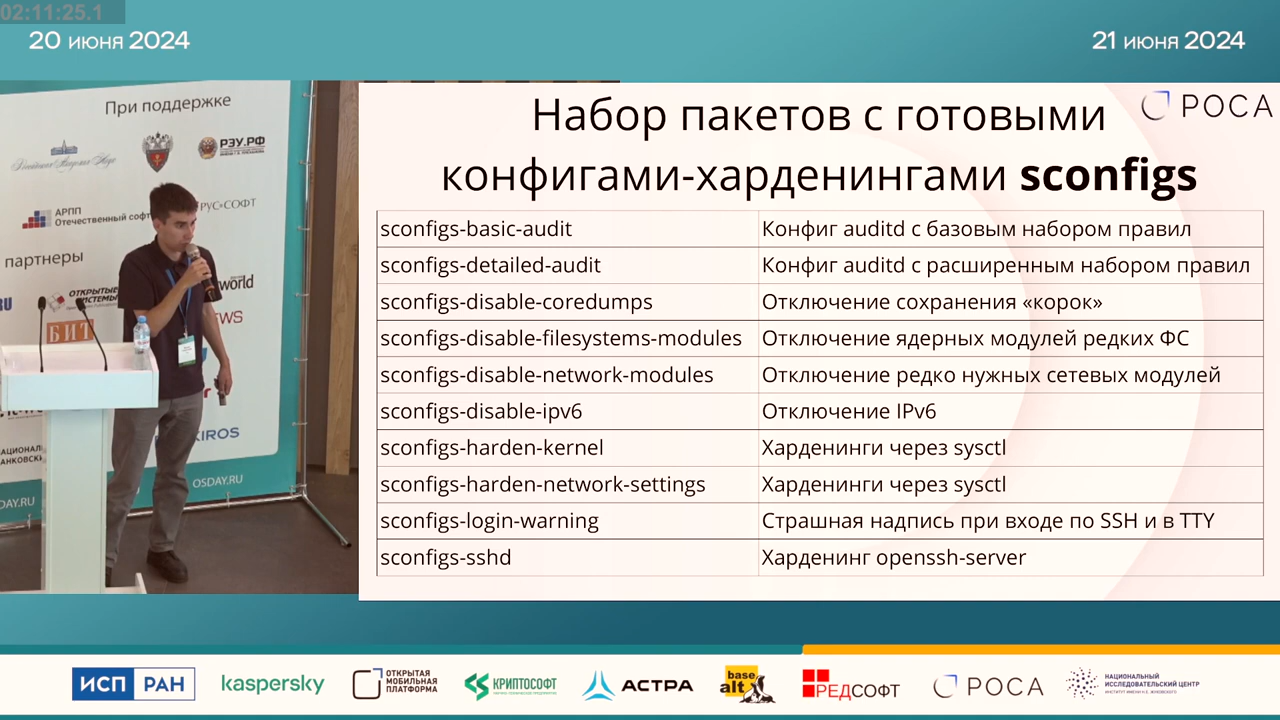 02:11:25.1
20 июня 2024
21 июня 2024
При поддержке
РЭУ.РФ
АРПП
Отечественный софт
РУС●СОФТ
партнеры
RU
ОТКРЫТЫЕ
СИСТЕМЫ
world
БИТ
NEWS
OSDAY.RU
РОСА
Набор пакетов с готовыми
конфигами-харденингами sconfigs
sconfigs-basic-audit
Конфиг auditd с базовым набором правил
sconfigs-detailed-audit
Конфиг auditd с расширенным набором правил
sconfigs-disable-coredumps
Отключение сохранения «корок»
sconfigs-disable-filesystems-modules
Отключение ядерных модулей редких ФС
sconfigs-disable-network-modules
Отключение редко нужных сетевых модулей
sconfigs-disable-ipv6
Отключение IPv6
sconfigs-harden-kernel
Харденинги через sysctl
sconfigs-harden-network-settings
Харденинги через sysctl
sconfigs-login-warning
Страшная надпись при входе по SSH и в TTY
sconfigs-sshd
Харденинг openssh-server
ИСП РАН
kaspersky
ОТКРЫТАЯ
МОБИЛЬНАЯ
ПЛАТФОРМА
КРИПТОСОФТ
АСТРА
base
alt
РЕДСОФТ
РОСА
НАЦИОНАЛЬНЫЙ
ИССЛЕДОВАТЕЛЬСКИЙ ЦЕНТР